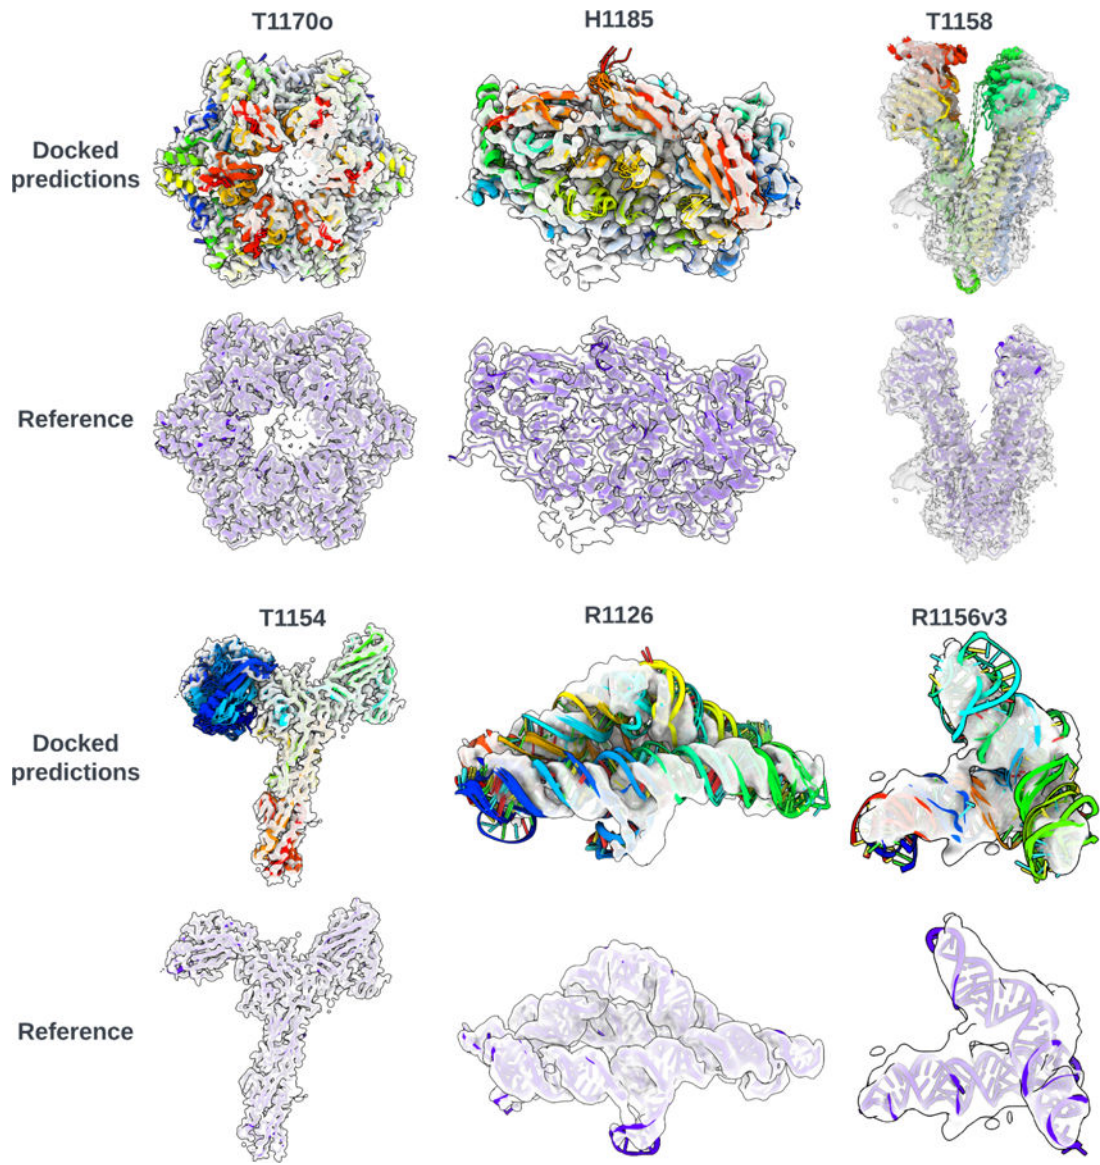 T1170o
H1185
T1158
Docked
predictions
Reference
T1154
R1126
R1156v3
Docked
predictions
Reference